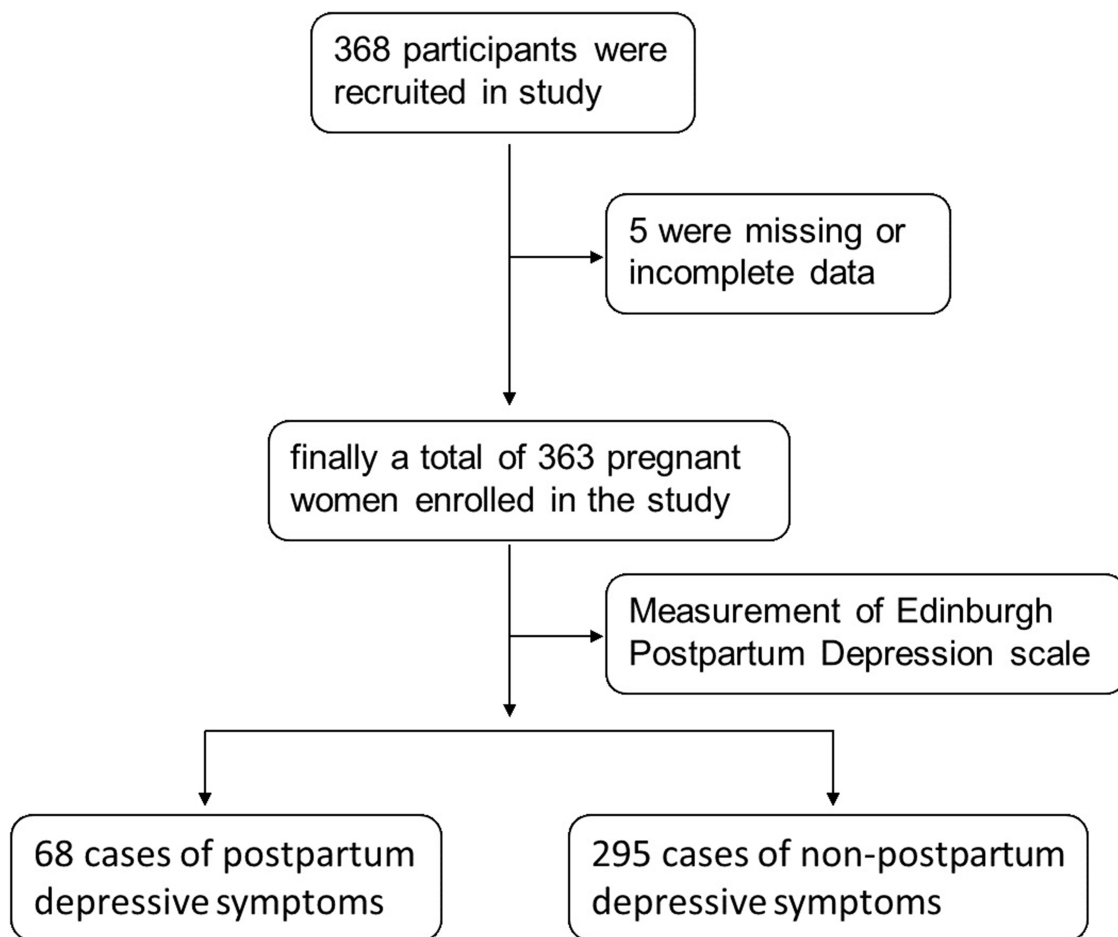 368 participants were
recruited in study
5 were missing or
incomplete data
finally a total of 363 pregnant
women enrolled in the study
Measurement of Edinburgh
Postpartum Depression scale
68 cases of postpartum
depressive symptoms
295 cases of non-postpartum
depressive symptoms